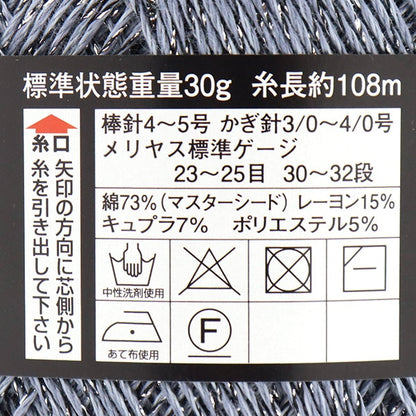 標準状態重量30g 糸長約108m
糸口
矢印の方向に芯側から
糸を引き出して下さい
棒針4～5号 かぎ針3/0～4/0号
メリヤス標準ゲージ
23～25目 30～32段
綿73%(マスターシード) レーヨン15%
キュプラ7% ポリエステル5%
中性洗剤使用
あて布使用
F